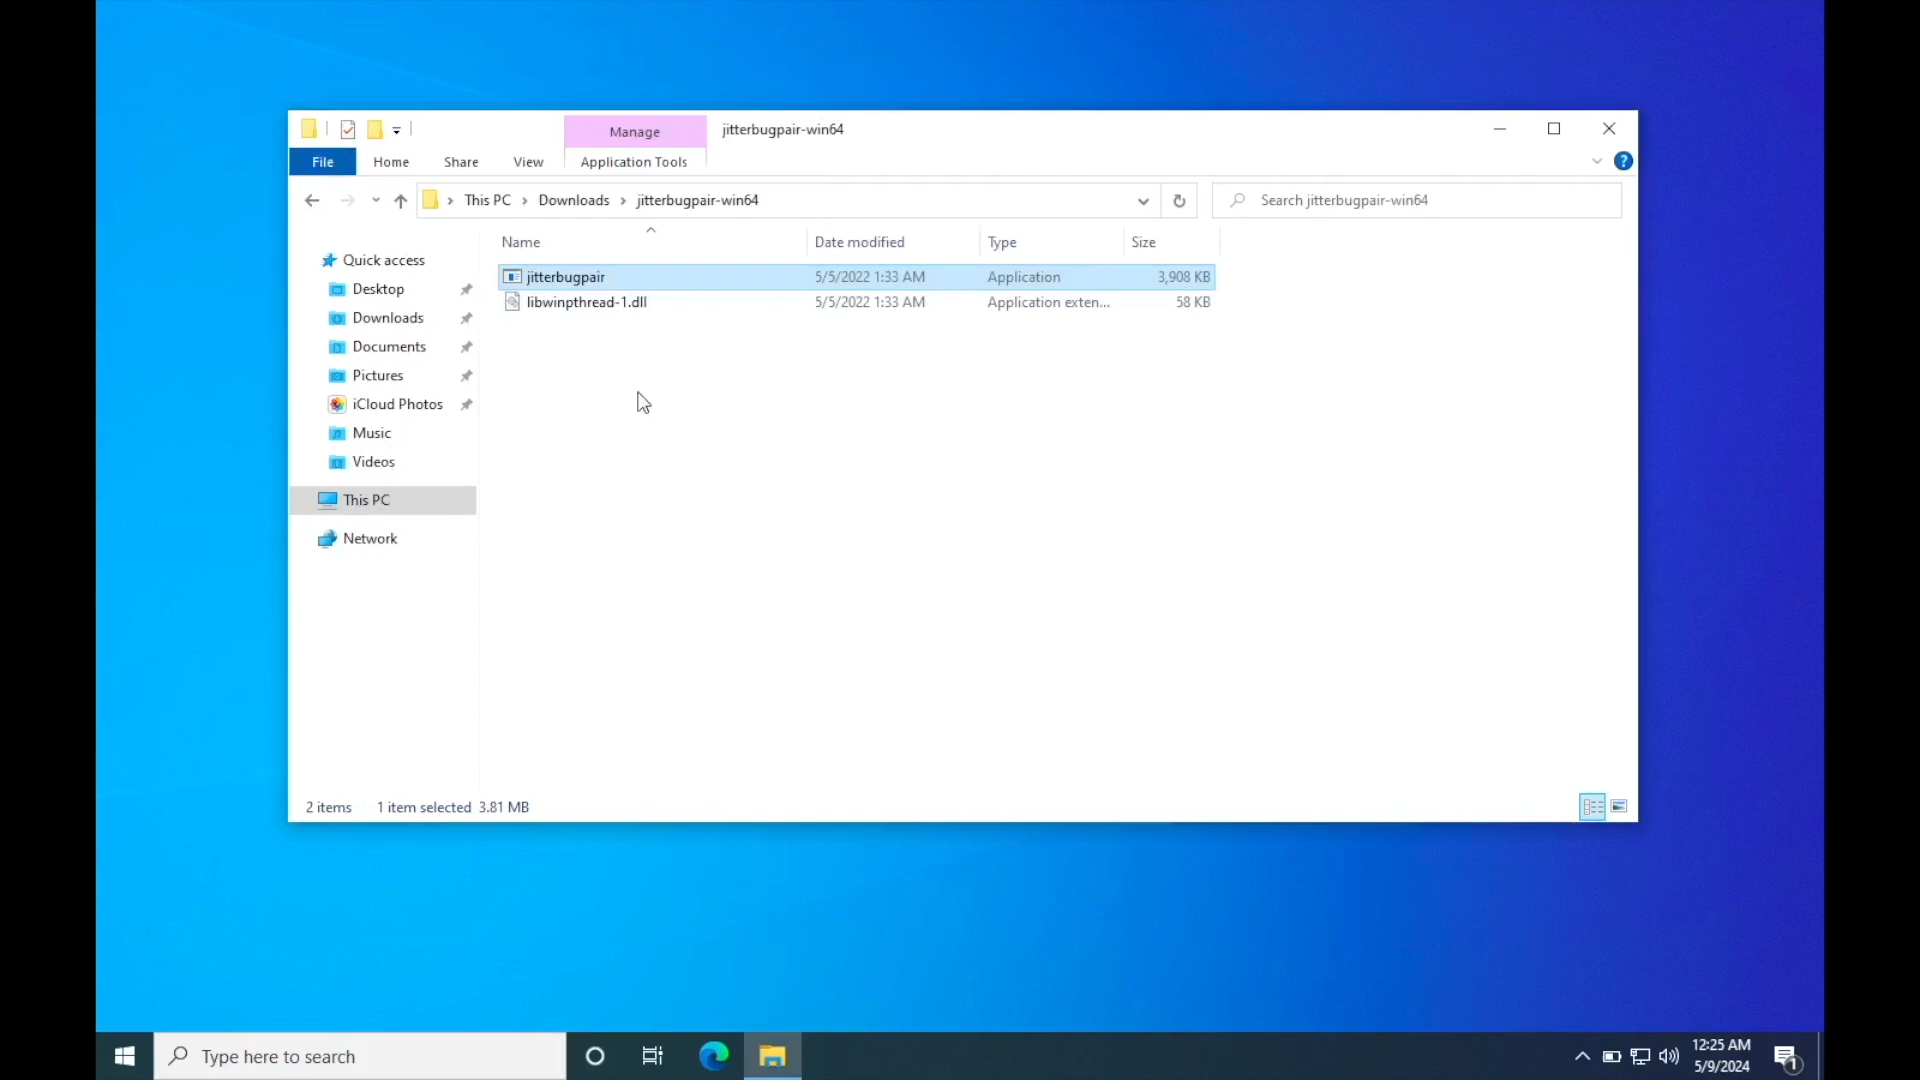 Manage jitterbugpair-win64
File Home Share View Application Tools
This PC Downloads jitterbugpair-win64 Search jitterbugpair-win64
Name Date modified Type Size
Quick access
Desktop
Downloads
Documents
Pictures
iCloud Photos
Music
Videos
This PC
Network
jitterbugpair 5/5/2022 1:33 AM Application 3,908 KB
libwinpthread-1.dll 5/5/2022 1:33 AM Application exten... 58 KB
2 items 1 item selected 3.81 MB
Type here to search
12:25 AM
5/9/2024
1